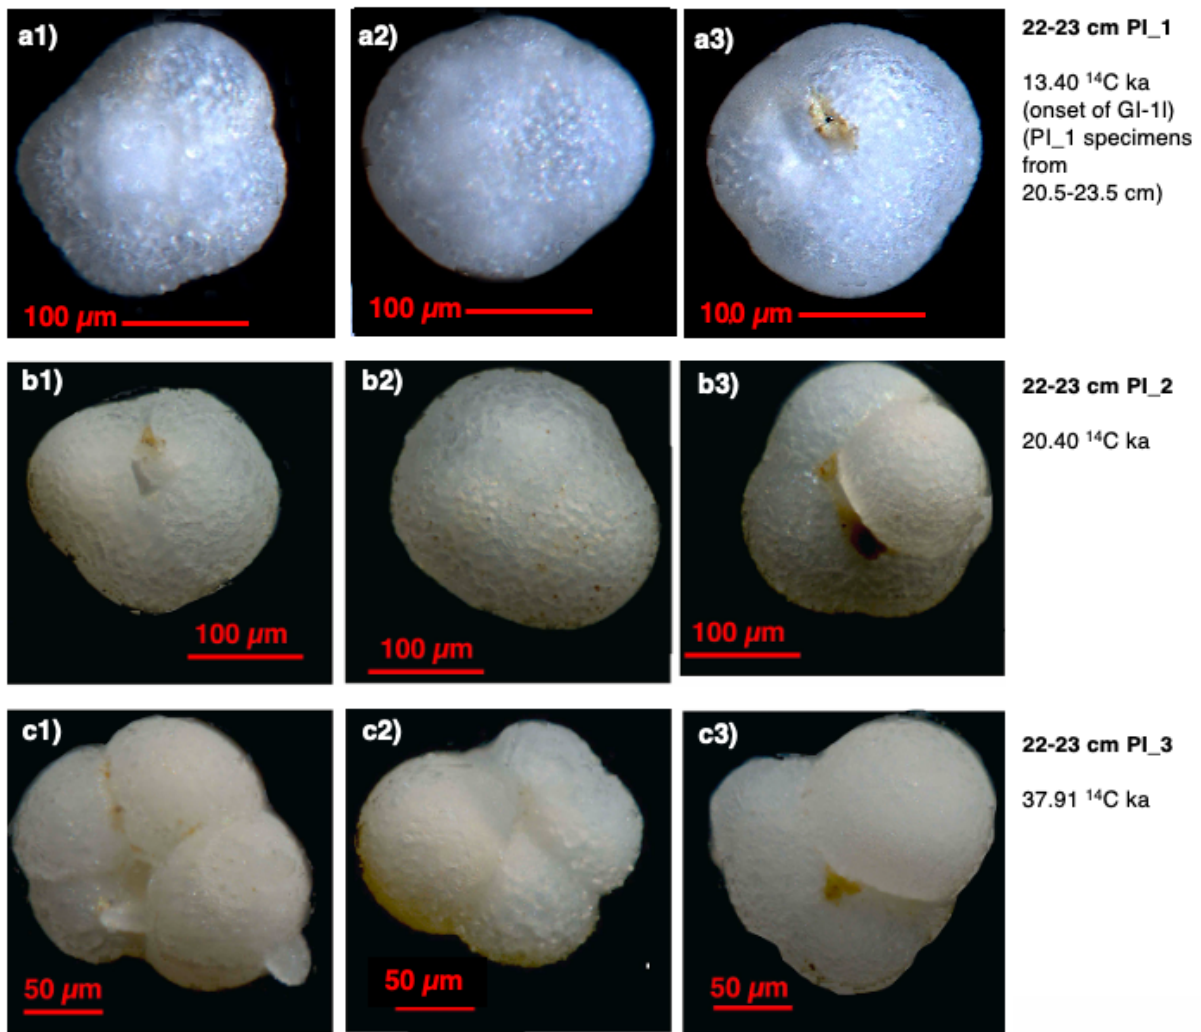 a1)
a2)
a3)
22-23 cm PI_1
13.40 ¹⁴C ka
(onset of GI-1l)
(PI_1 specimens
from
20.5-23.5 cm)
100 µm
100 µm
100 µm
b1)
b2)
b3)
22-23 cm PI_2
20.40 ¹⁴C ka
100 µm
100 µm
100 µm
c1)
c2)
c3)
22-23 cm PI_3
37.91 ¹⁴C ka
50 µm
50 µm
50 µm